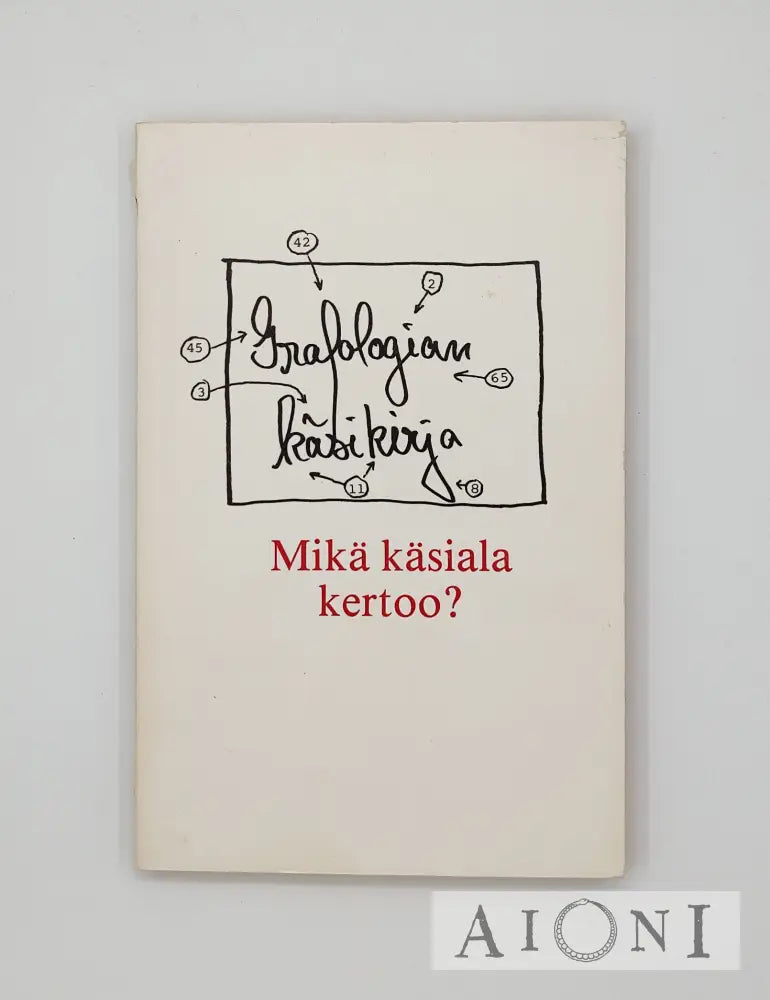 42
2
45
Grafologian
65
3
käsikirja
11
8
Mikä käsiala
kertoo?
AIONI